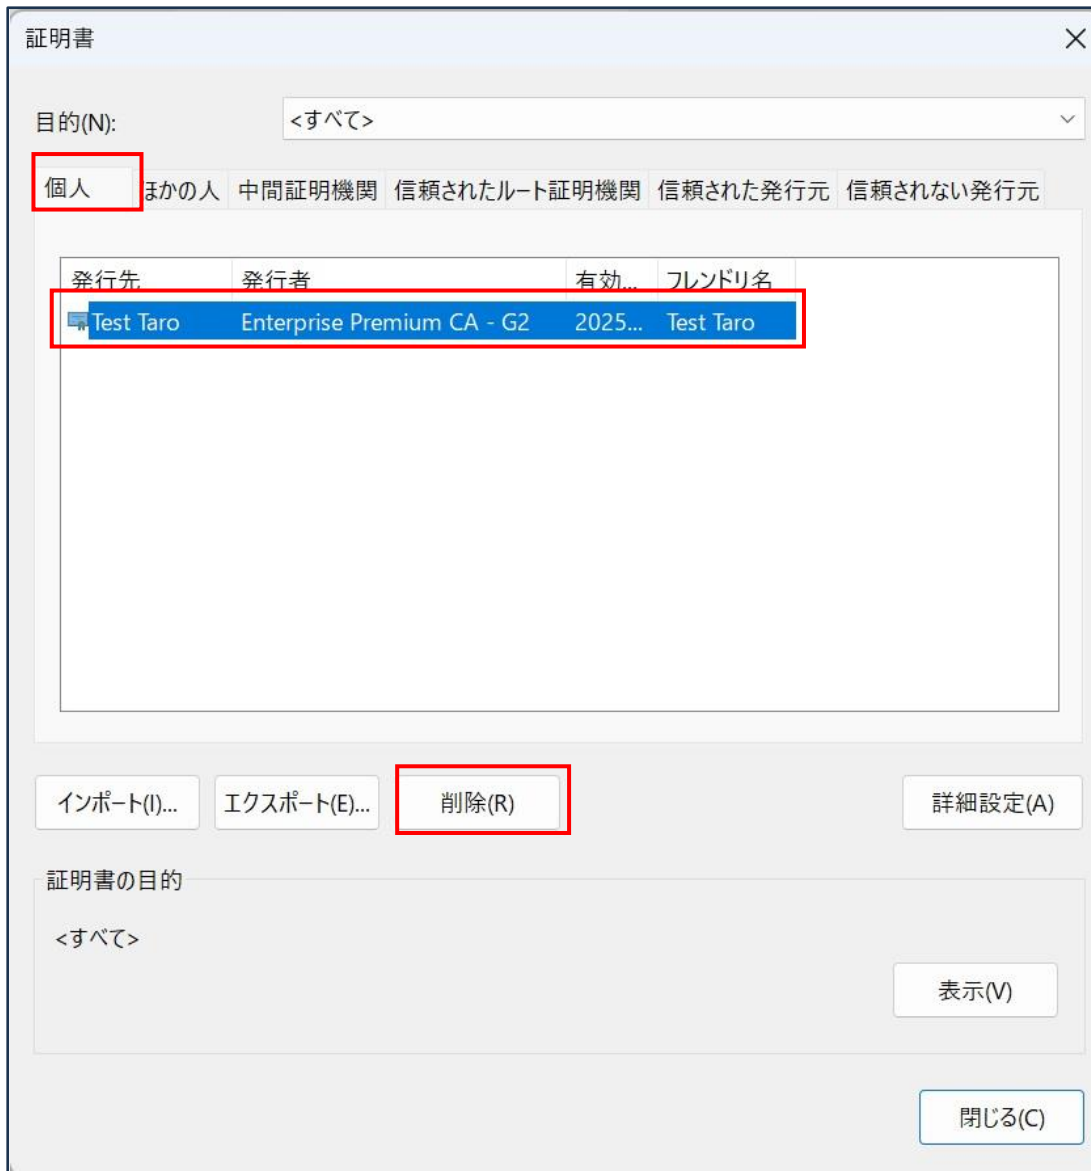 証明書
目的(N): <すべて>
個人 ほかの人 中間証明機関 信頼されたルート証明機関 信頼された発行元 信頼されない発行元
発行先 発行者 有効... フレンドリ名
Test Taro Enterprise Premium CA - G2 2025... Test Taro
インポート(I)... エクスポート(E)... 削除(R) 詳細設定(A)
証明書の目的
<すべて>
表示(V)
閉じる(C)